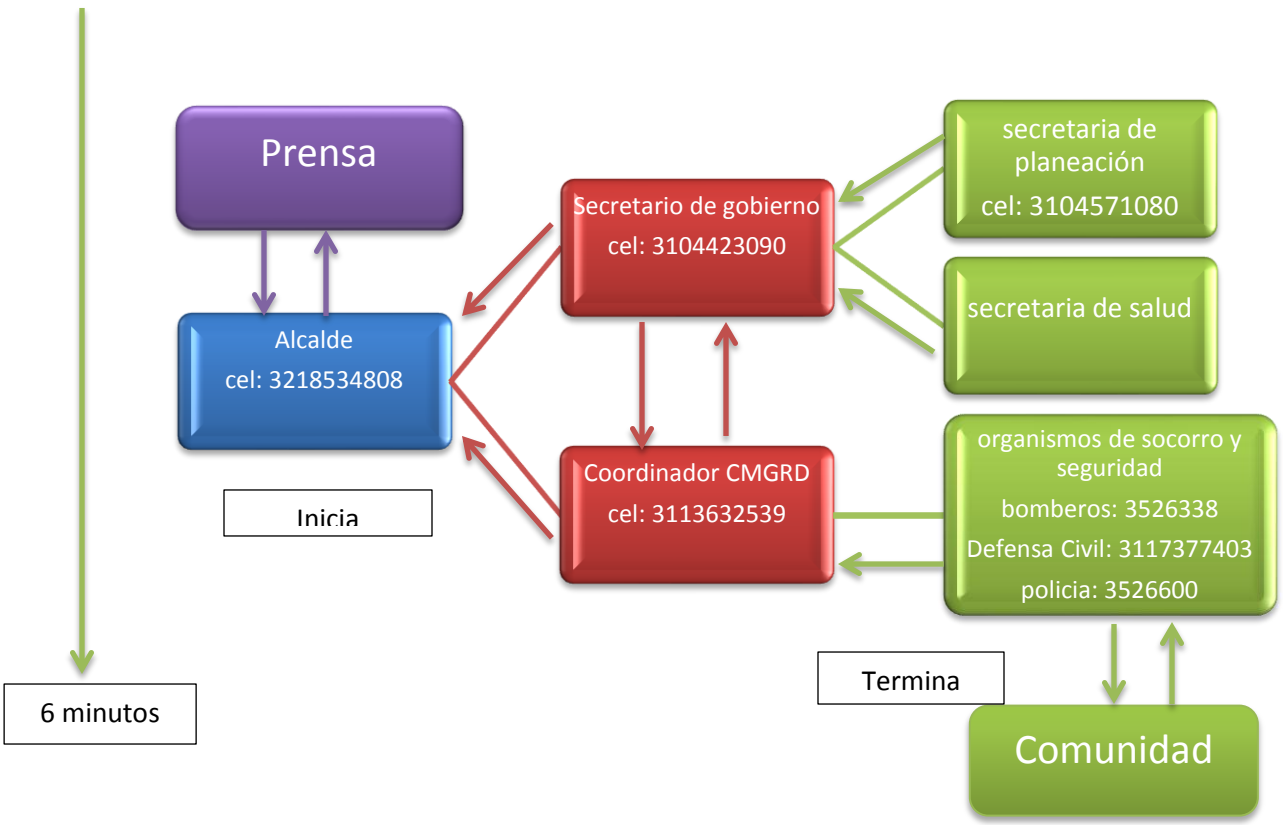 Prensa
Alcalde
cel: 3218534808
Inicia
Secretario de gobierno
cel: 3104423090
Coordinador CMGRD
cel: 3113632539
secretaria de
planeación
cel: 3104571080
secretaria de salud
organismos de socorro y
seguridad
bomberos: 3526338
Defensa Civil: 3117377403
policia: 3526600
Termina
Comunidad
6 minutos